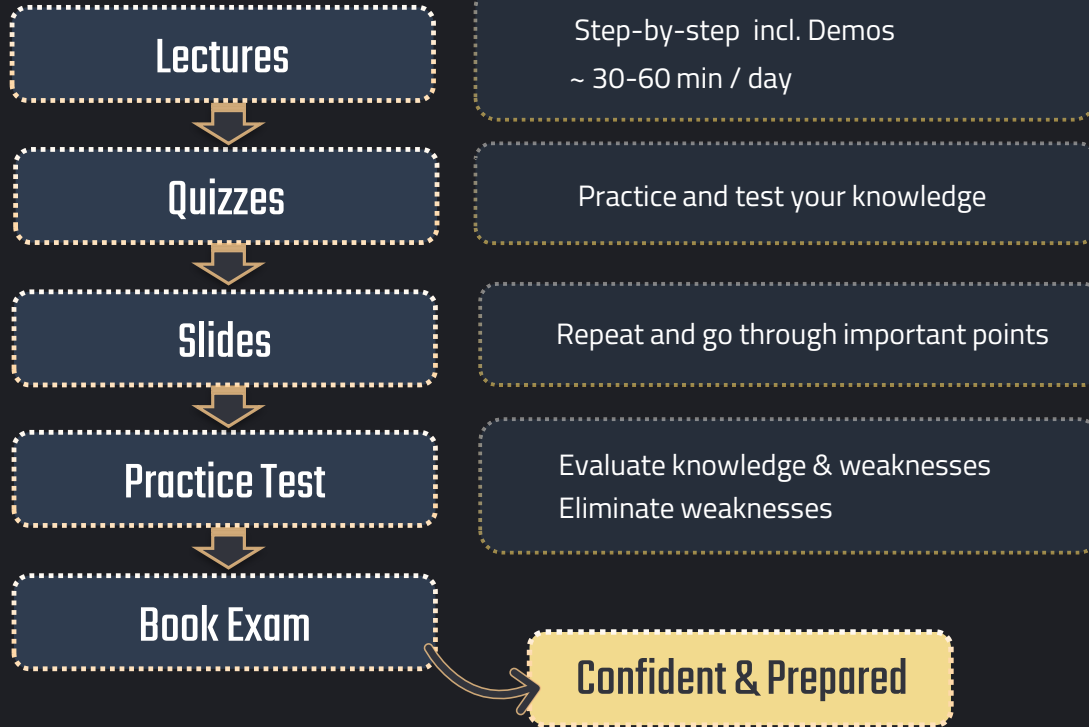 Lectures
Step-by-step incl. Demos
~ 30-60 min / day
Quizzes
Practice and test your knowledge
Slides
Repeat and go through important points
Practice Test
Evaluate knowledge & weaknesses
Eliminate weaknesses
Book Exam
Confident & Prepared